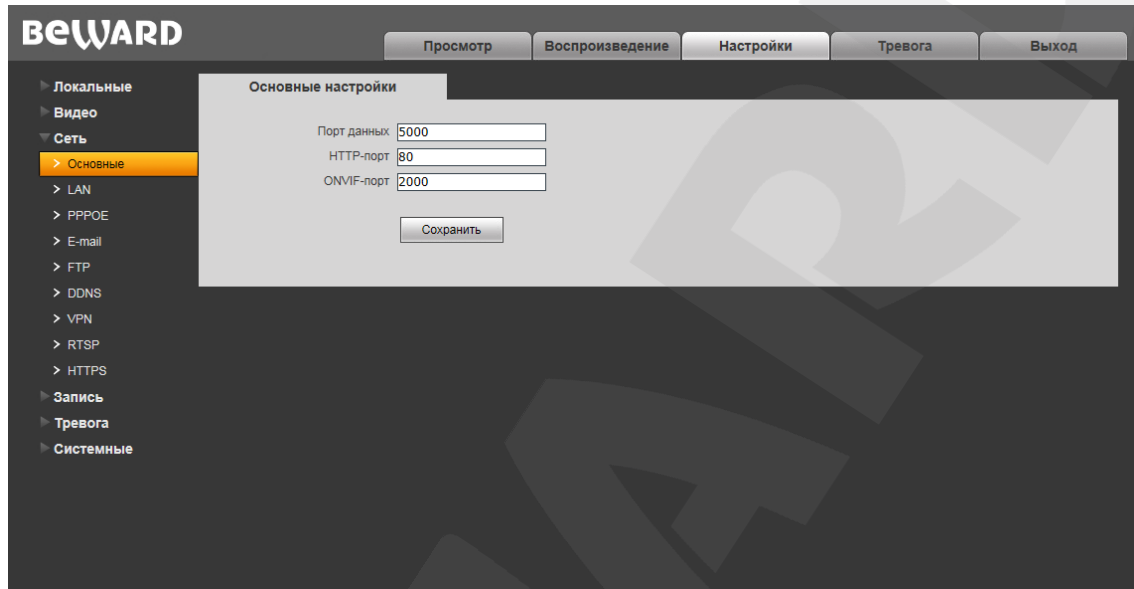 BEWARD
Просмотр Воспроизведение Настройки Тревога Выход
Локальные
Видео
Сеть
> Основные
> LAN
> PPPOE
> E-mail
> FTP
> DDNS
> VPN
> RTSP
> HTTPS
Запись
Тревога
Системные
Основные настройки
Порт данных 5000
HTTP-порт 80
ONVIF-порт 2000
Сохранить